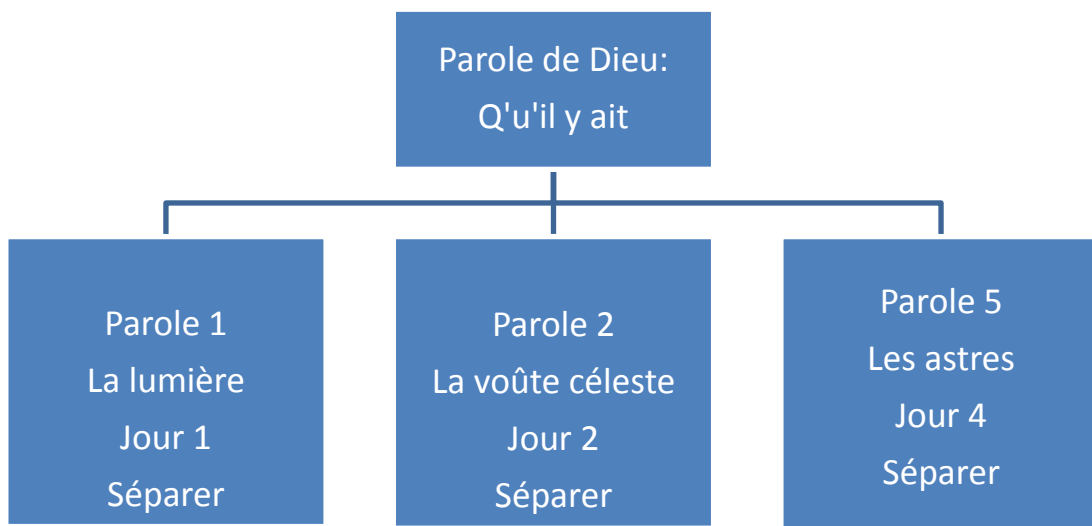 Parole de Dieu:
Q'u'il y ait
Parole 1
La lumière
Jour 1
Séparer
Parole 2
La voûte céleste
Jour 2
Séparer
Parole 5
Les astres
Jour 4
Séparer